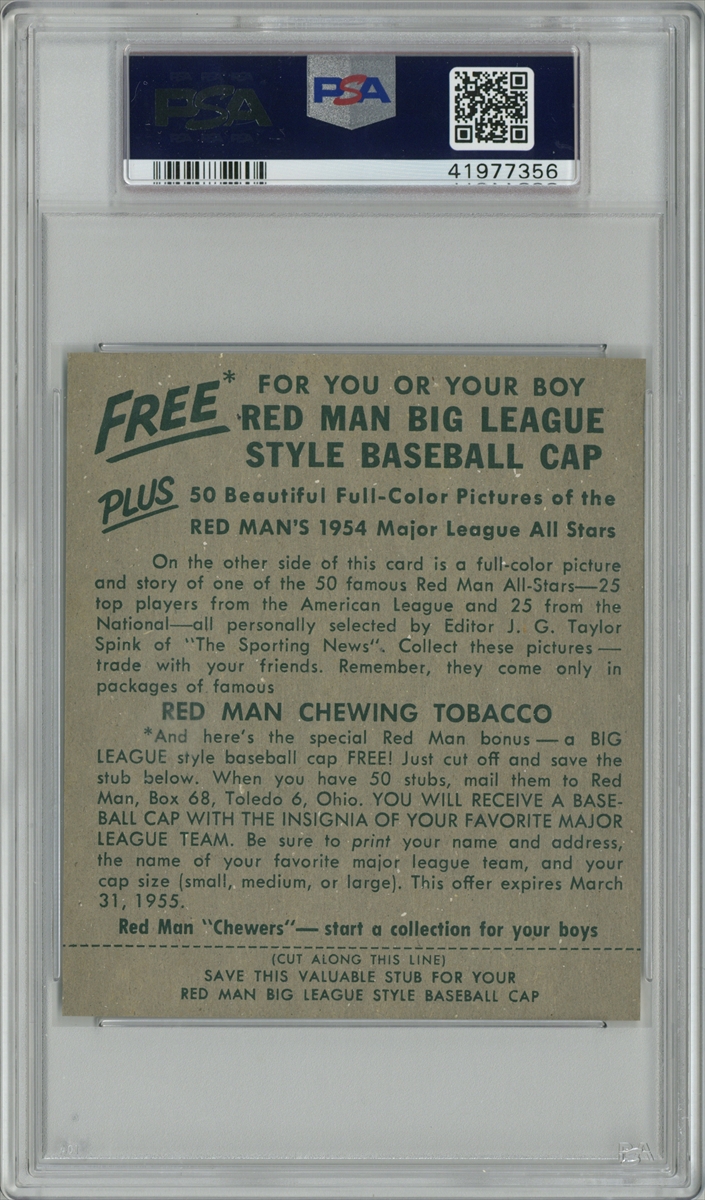 PSA
PSA
41977356
FREE* FOR YOU OR YOUR BOY
RED MAN BIG LEAGUE
STYLE BASEBALL CAP
PLUS 50 Beautiful Full-Color Pictures of the
RED MAN'S 1954 Major League All Stars
On the other side of this card is a full-color picture
and story of one of the 50 famous Red Man All-Stars—25
top players from the American League and 25 from the
National—all personally selected by Editor J. G. Taylor
Spink of "The Sporting News". Collect these pictures —
trade with your friends. Remember, they come only in
packages of famous
RED MAN CHEWING TOBACCO
*And here's the special Red Man bonus — a BIG
LEAGUE style baseball cap FREE! Just cut off and save the
stub below. When you have 50 stubs, mail them to Red
Man, Box 68, Toledo 6, Ohio. YOU WILL RECEIVE A BASE-
BALL CAP WITH THE INSIGNIA OF YOUR FAVORITE MAJOR
LEAGUE TEAM. Be sure to print your name and address,
the name of your favorite major league team, and your
cap size (small, medium, or large). This offer expires March
31, 1955.
Red Man "Chewers"— start a collection for your boys
(CUT ALONG THIS LINE)
SAVE THIS VALUABLE STUB FOR YOUR
RED MAN BIG LEAGUE STYLE BASEBALL CAP
PSA